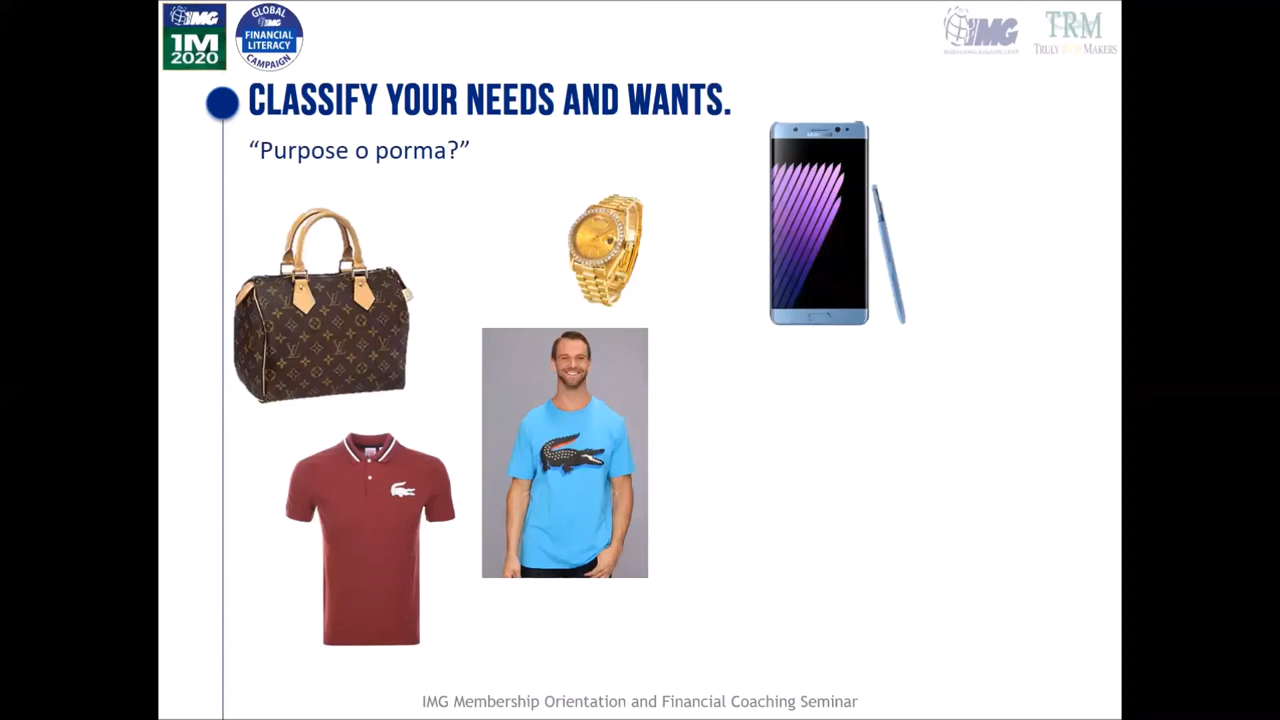 IMG
1M
2020
GLOBAL
IMG
FINANCIAL
LITERACY
CAMPAIGN
IMG
TRM
CLASSIFY YOUR NEEDS AND WANTS.
“Purpose o porma?”
SAMSUNG
IMG Membership Orientation and Financial Coaching Seminar